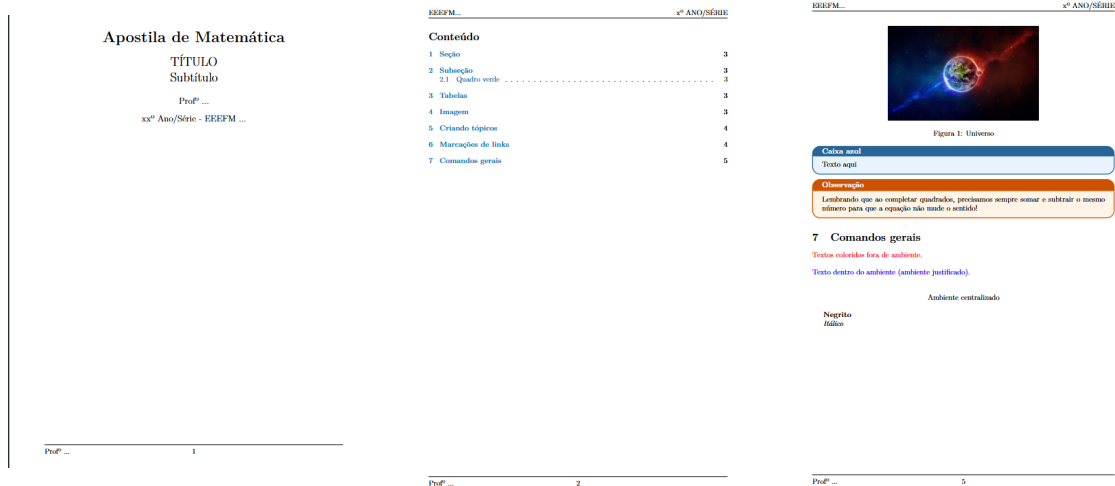 Apostila de Matemática
TÍTULO
Subtítulo
Profº ...
xxº Ano/Série - EEEFM ...
Profº ... 1
EEEFM... xº ANO/SÉRIE
Conteúdo
1 Seção 3
2 Subseção 3
2.1 Quadro verde . . . . . . . . . . . . . . . . . . . . . . . . . . . . . . . . . . . . . 3
3 Tabelas 3
4 Imagem 3
5 Criando tópicos 4
6 Marcações de links 4
7 Comandos gerais 5
Profº ... 2
EEEFM... xº ANO/SÉRIE
Figura 1: Universo
Caixa azul
Texto aqui
Observação
Lembrando que ao completar quadrados, precisamos sempre somar e subtrair o mesmo
número para que a equação não mude o sentido!
7 Comandos gerais
Textos coloridos fora de ambiente.
Texto dentro do ambiente (ambiente justificado).
Ambiente centralizado
Negrito
Itálico
Profº ... 5